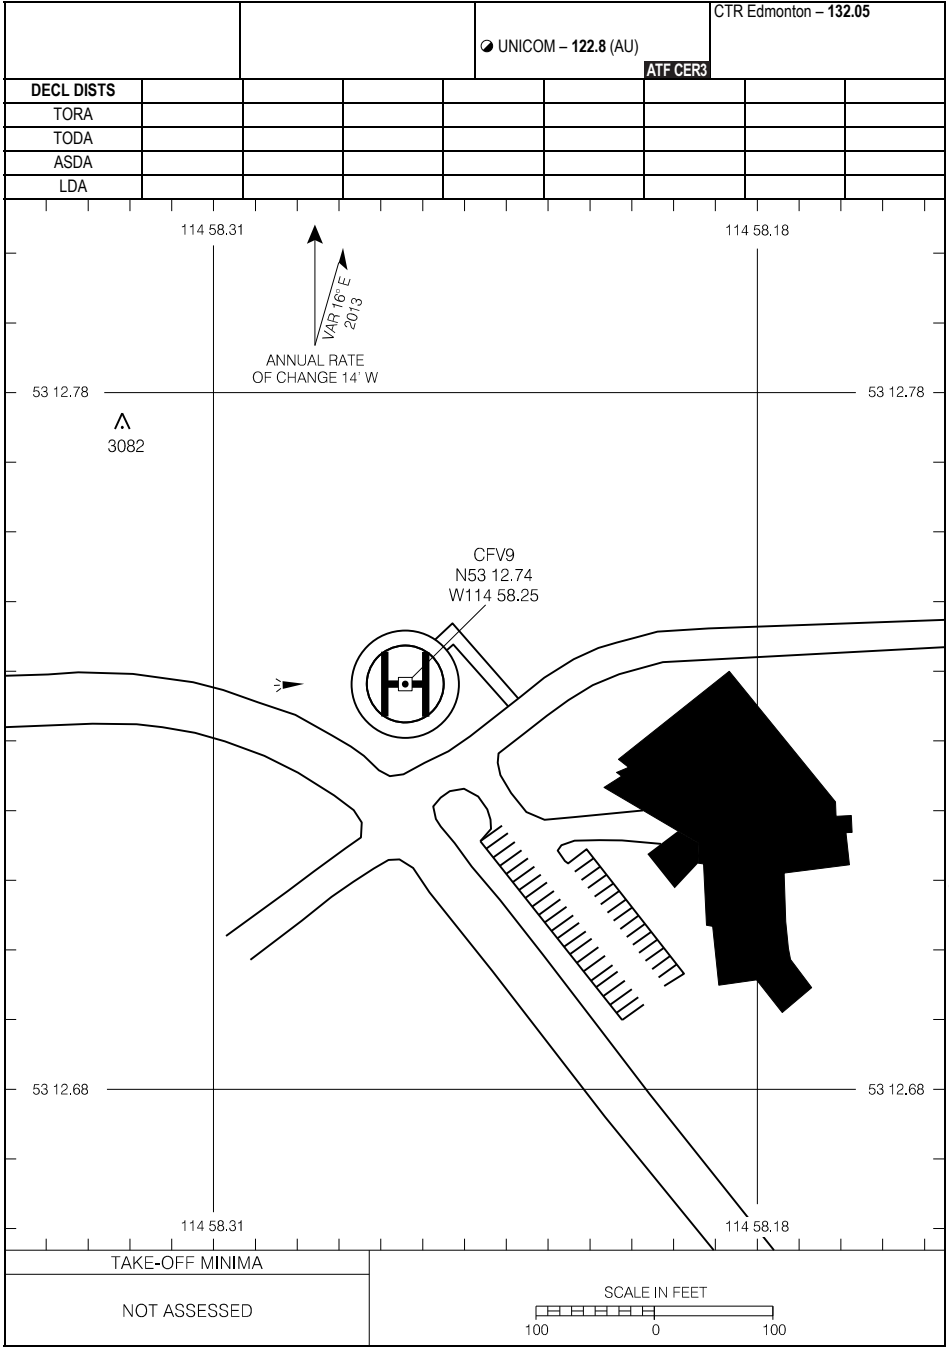 CTR Edmonton – 132.05
UNICOM – 122.8 (AU)
ATF CER3
DECL DISTS
TORA
TODA
ASDA
LDA
114 58.31
114 58.18
VAR 16° E
2013
ANNUAL RATE
OF CHANGE 14' W
53 12.78
53 12.78
3082
CFV9
N53 12.74
W114 58.25
H
53 12.68
53 12.68
114 58.31
114 58.18
TAKE-OFF MINIMA
NOT ASSESSED
SCALE IN FEET
100 0 100